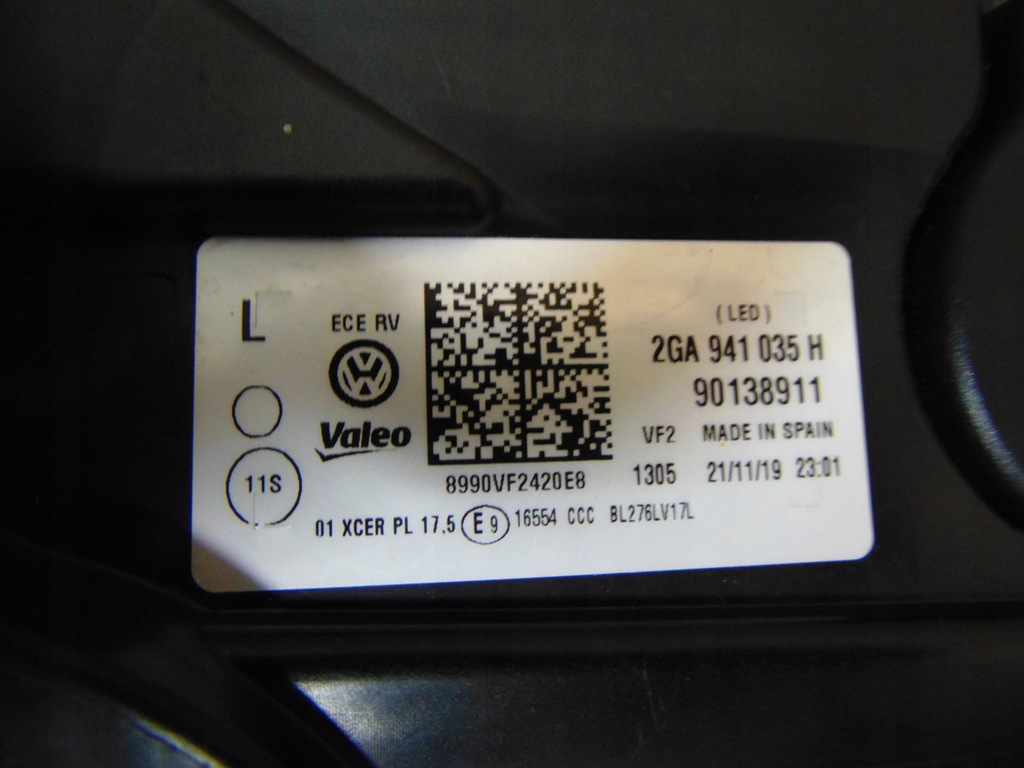 L
ECE RV
Valeo
11S
8990VF2420E8
(LED)
2GA 941 035 H
90138911
VF2 MADE IN SPAIN
1305 21/11/19 23:01
01 XCER PL 17,5 E9 16554 CCC BL276LV17L